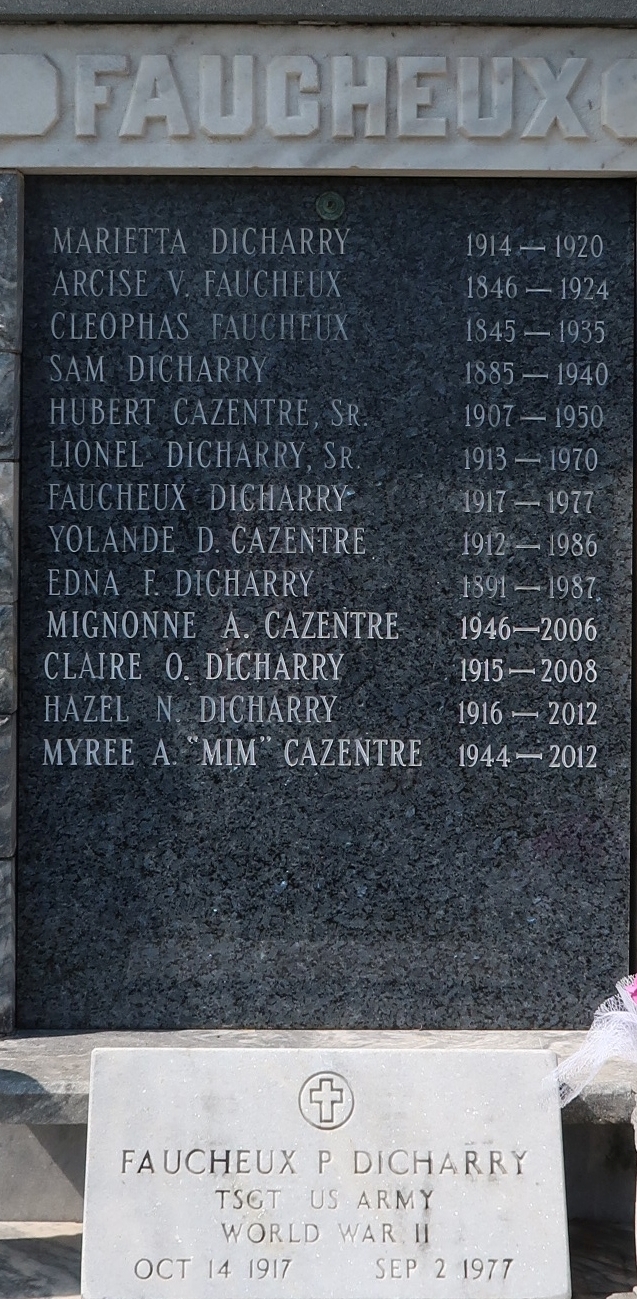 FAUCHEUX
MARIETTA DICHARRY 1914 — 1920
ARCISE V. FAUCHEUX 1846 — 1924
CLEOPHAS FAUCHEUX 1845 — 1935
SAM DICHARRY 1885 — 1940
HUBERT CAZENTRE, SR. 1907 — 1950
LIONEL DICHARRY, SR. 1913 — 1970
FAUCHEUX DICHARRY 1917 — 1977
YOLANDE D. CAZENTRE 1912 — 1986
EDNA F. DICHARRY 1891 — 1987
MIGNONNE A. CAZENTRE 1946 — 2006
CLAIRE O. DICHARRY 1915 — 2008
HAZEL N. DICHARRY 1916 — 2012
MYREE A. "MIM" CAZENTRE 1944 — 2012
FAUCHEUX P DICHARRY
TSGT US ARMY
WORLD WAR II
OCT 14 1917 SEP 2 1977